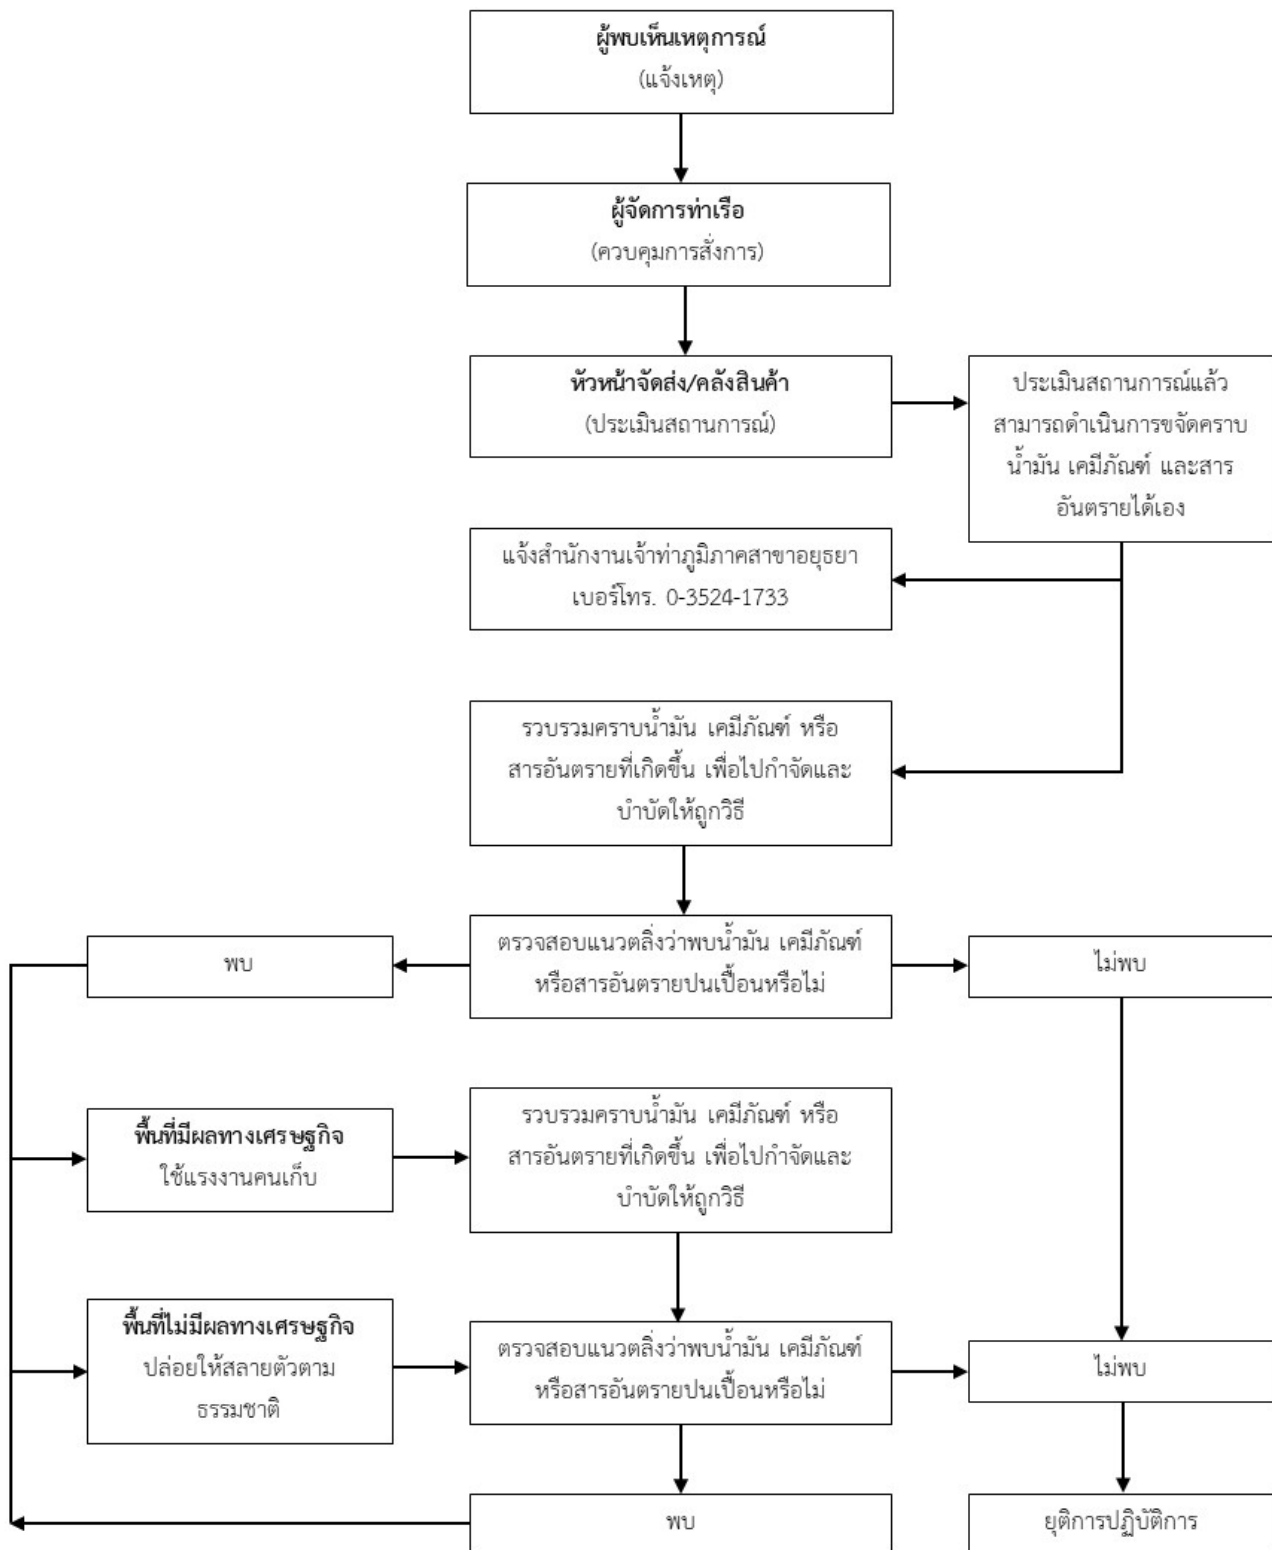 ผู้พบเห็นเหตุการณ์
(แจ้งเหตุ)
ผู้จัดการท่าเรือ
(ควบคุมการสั่งการ)
หัวหน้าจัดส่ง/คลังสินค้า
(ประเมินสถานการณ์)
ประเมินสถานการณ์แล้ว
สามารถดำเนินการขจัดคราบ
น้ำมัน เคมีภัณฑ์ และสาร
อันตรายได้เอง
แจ้งสำนักงานเจ้าท่าภูมิภาคสาขาอยุธยา
เบอร์โทร. 0-3524-1733
รวบรวมคราบน้ำมัน เคมีภัณฑ์ หรือ
สารอันตรายที่เกิดขึ้น เพื่อไปกำจัดและ
บำบัดให้ถูกวิธี
พบ
ตรวจสอบแนวตลิ่งว่าพบน้ำมัน เคมีภัณฑ์
หรือสารอันตรายปนเปื้อนหรือไม่
ไม่พบ
พื้นที่มีผลทางเศรษฐกิจ
ใช้แรงงานคนเก็บ
รวบรวมคราบน้ำมัน เคมีภัณฑ์ หรือ
สารอันตรายที่เกิดขึ้น เพื่อไปกำจัดและ
บำบัดให้ถูกวิธี
พื้นที่ไม่มีผลทางเศรษฐกิจ
ปล่อยให้สลายตัวตาม
ธรรมชาติ
ตรวจสอบแนวตลิ่งว่าพบน้ำมัน เคมีภัณฑ์
หรือสารอันตรายปนเปื้อนหรือไม่
ไม่พบ
พบ
ยุติการปฏิบัติการ